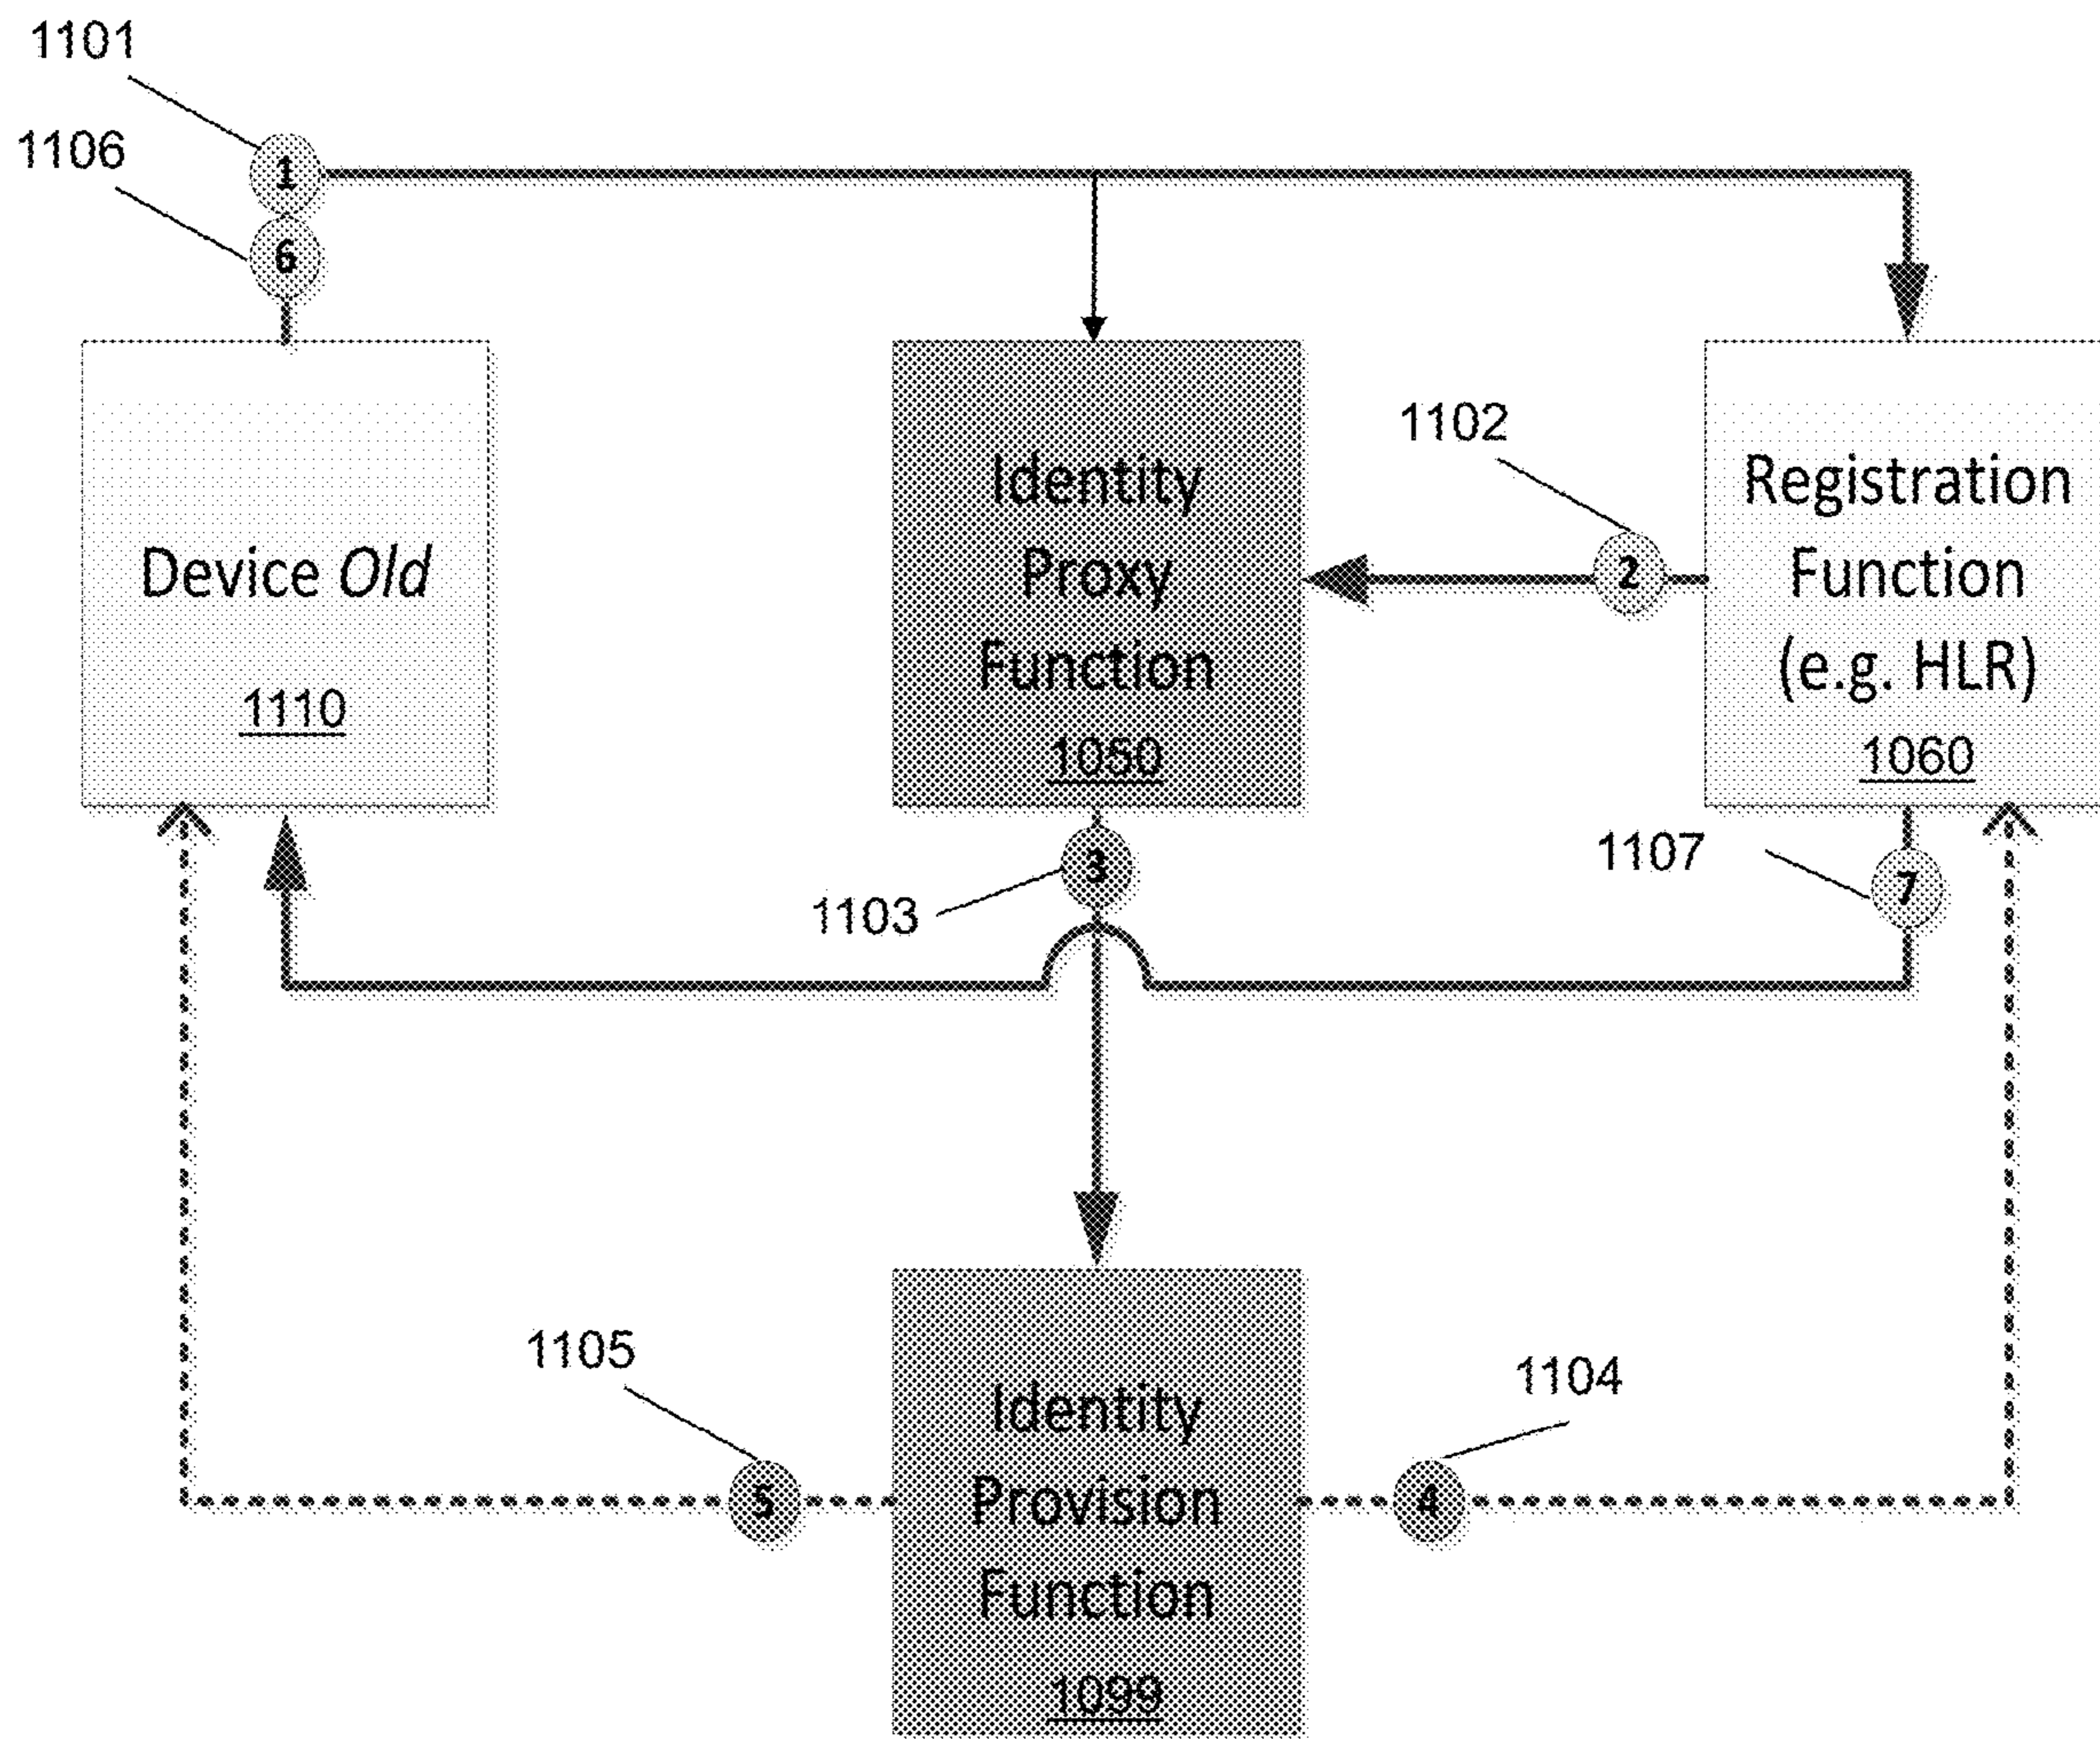 1101
1106
1
6
Device Old
1110
Identity
Proxy
Function
1050
1102
2
Registration
Function
(e.g. HLR)
1060
3
1103
1107
7
1105
5
Identity
Provision
Function
1099
1104
4